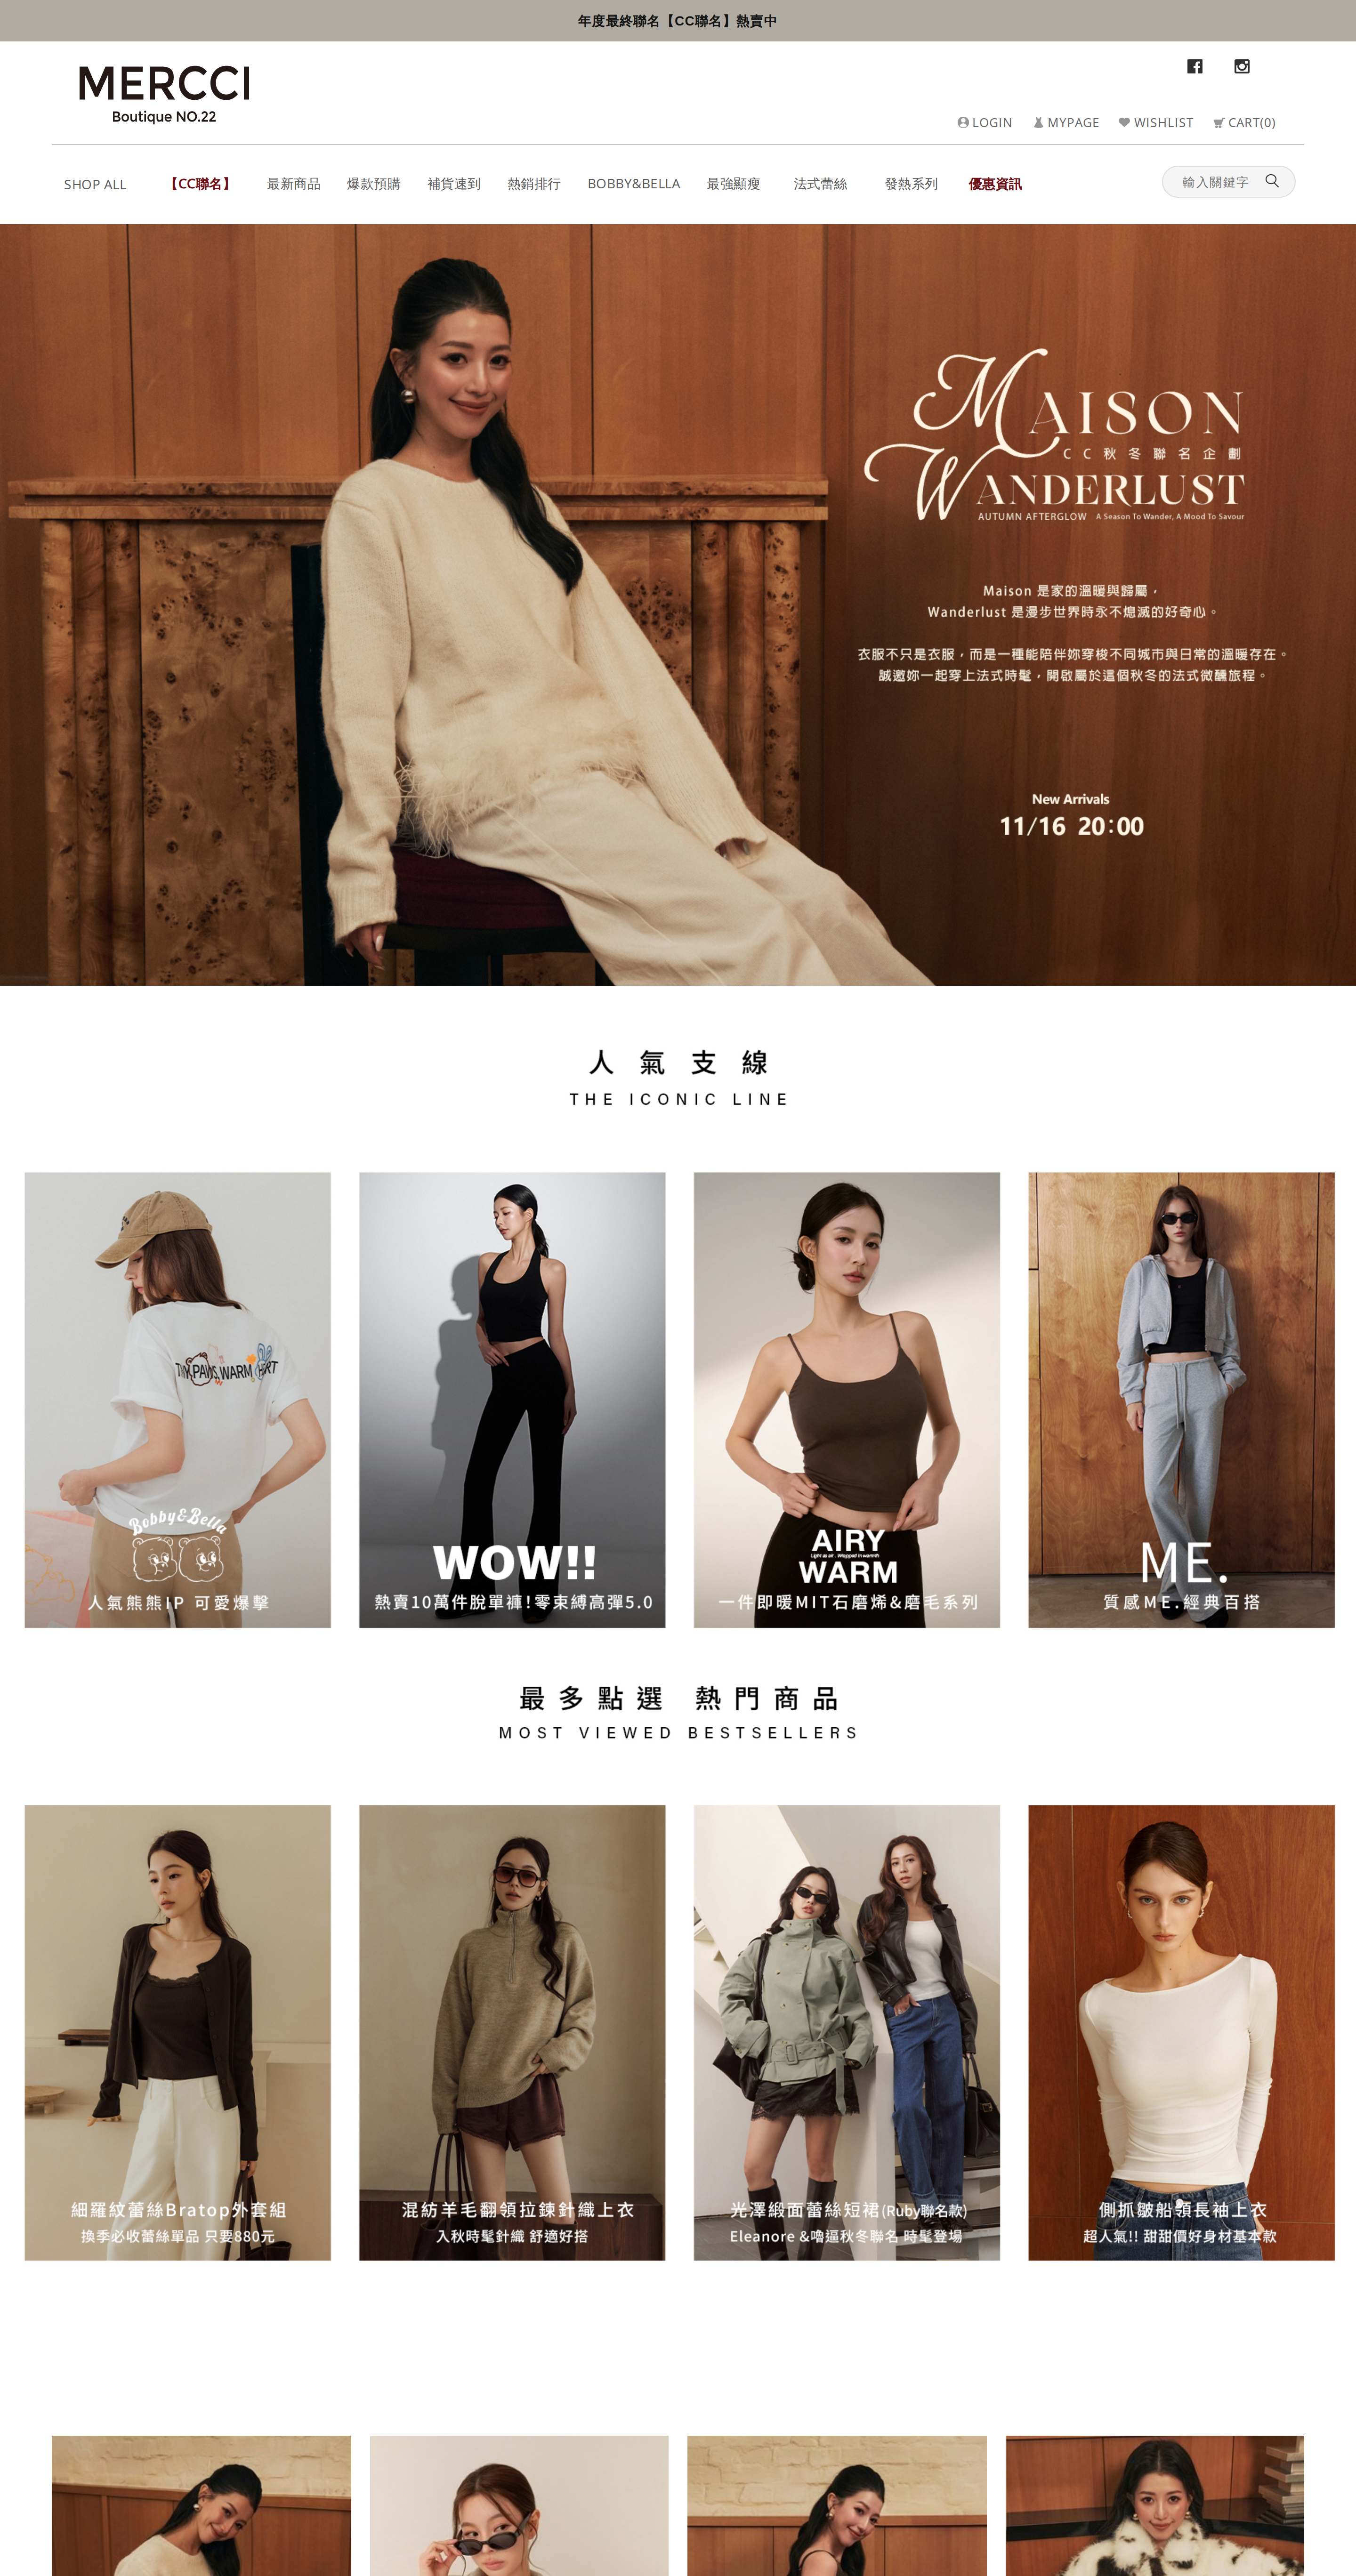 年度最終聯名【CC聯名】熱賣中
MERCCI
Boutique NO.22
LOGIN MYPAGE WISHLIST CART(0)
SHOP ALL 【CC聯名】 最新商品 爆款預購 補貨速到 熱銷排行 BOBBY&BELLA 最強顯瘦 法式蕾絲 發熱系列 優惠資訊 輸入關鍵字
MAISON
CC秋冬聯名企劃
WANDERLUST
AUTUMN AFTERGLOW A Season To Wander, A Mood To Savour
Maison 是家的溫暖與歸屬，
Wanderlust 是漫步世界時永不熄滅的好奇心。
衣服不只是衣服，而是一種能陪伴妳穿梭不同城市與日常的溫暖存在。
誠邀妳一起穿上法式時髦，開啟屬於這個秋冬的法式微醺旅程。
New Arrivals
11/16 20:00
人氣支線
THE ICONIC LINE
Bobby&Bella
人氣熊熊IP 可愛爆擊
WOW!!
熱賣10萬件脫單褲!零束縛高彈5.0
AIRY
Light as air . Wrapped in warmth
WARM
一件即暖MIT石磨烯&磨毛系列
ME.
質感ME.經典百搭
最多點選 熱門商品
MOST VIEWED BESTSELLERS
細羅紋蕾絲Bratop外套組
換季必收蕾絲單品 只要880元
混紡羊毛翻領拉鍊針織上衣
入秋時髦針織 舒適好搭
光澤緞面蕾絲短裙(Ruby聯名款)
Eleanore &嚕逼秋冬聯名 時髦登場
側抓皺船領長袖上衣
超人氣!! 甜甜價好身材基本款